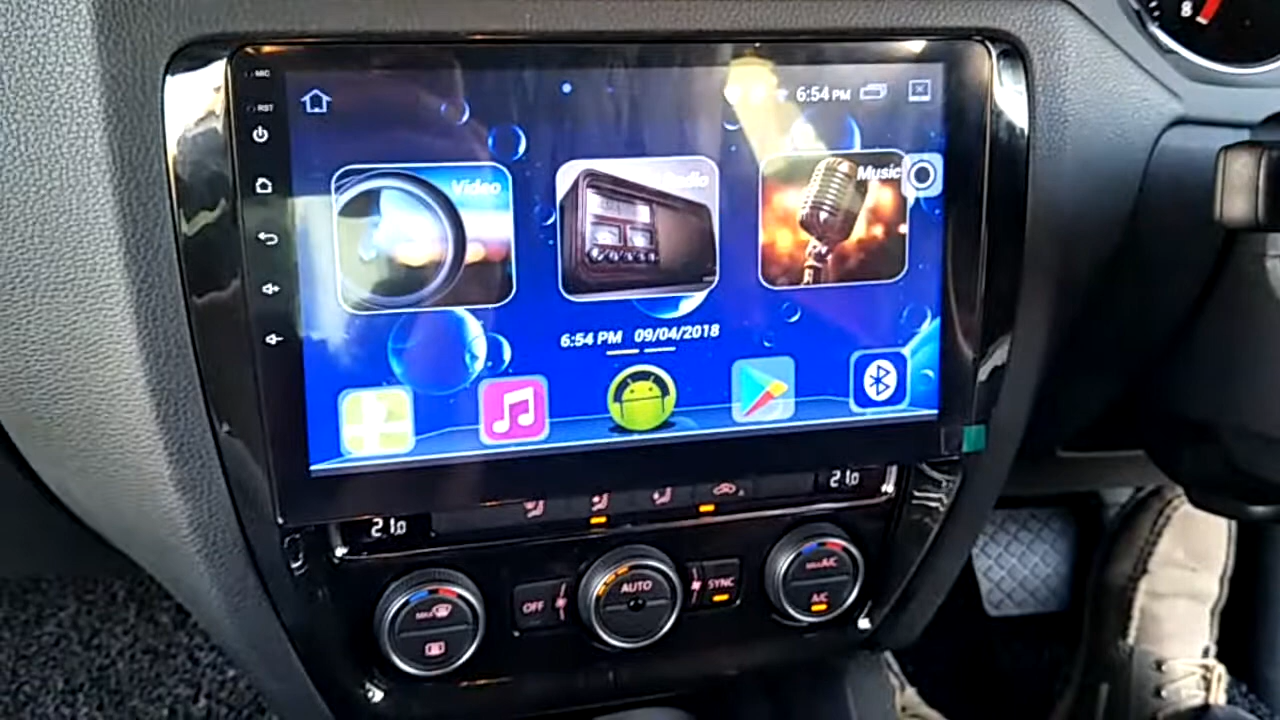 8
MIC
RST
6:54 PM
Video
Music
6:54 PM 09/04/2018
21.0
21.0
OFF
AUTO
SYNC
MAX
MAX A/C
A/C